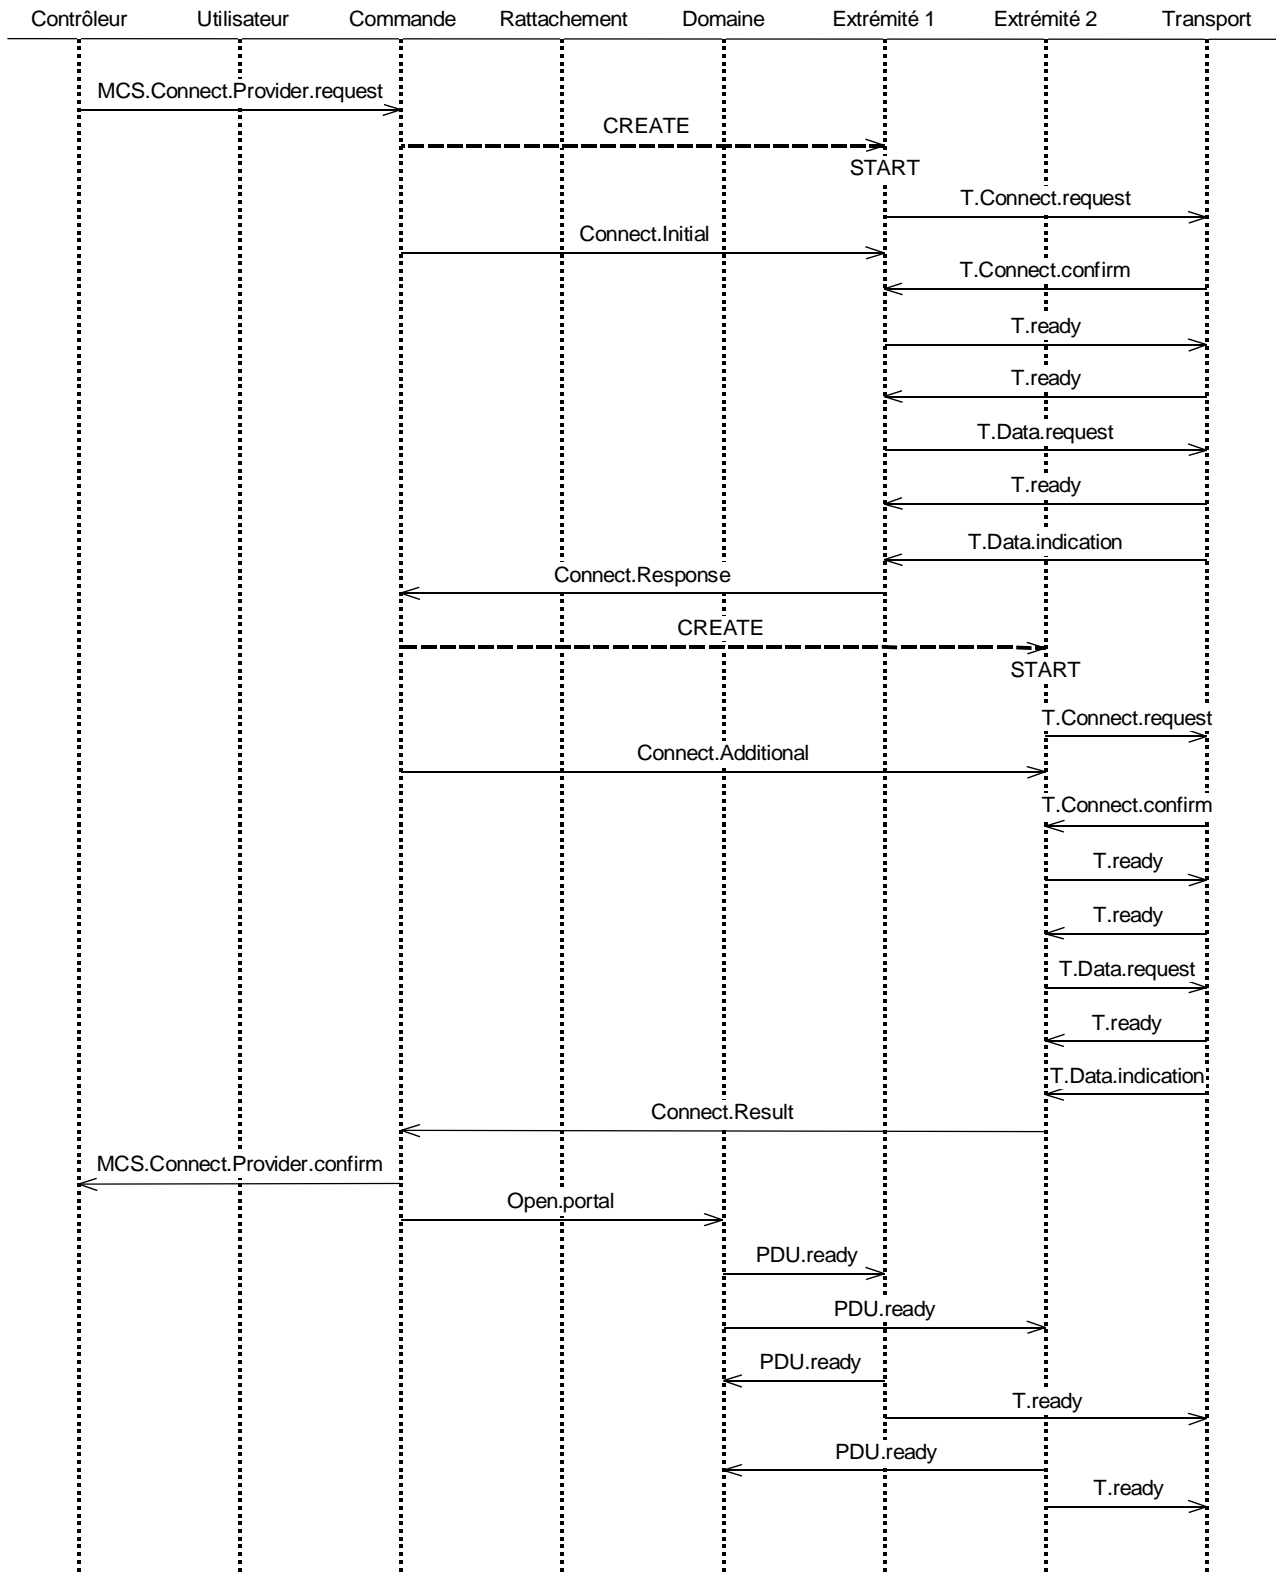 Contrôleur Utilisateur Commande Rattachement Domaine Extrémité 1 Extrémité 2 Transport
MCS.Connect.Provider.request
CREATE
START
T.Connect.request
Connect.Initial
T.Connect.confirm
T.ready
T.ready
T.Data.request
T.ready
T.Data.indication
Connect.Response
CREATE
START
T.Connect.request
Connect.Additional
T.Connect.confirm
T.ready
T.ready
T.Data.request
T.ready
T.Data.indication
Connect.Result
MCS.Connect.Provider.confirm
Open.portal
PDU.ready
PDU.ready
PDU.ready
T.ready
PDU.ready
T.ready